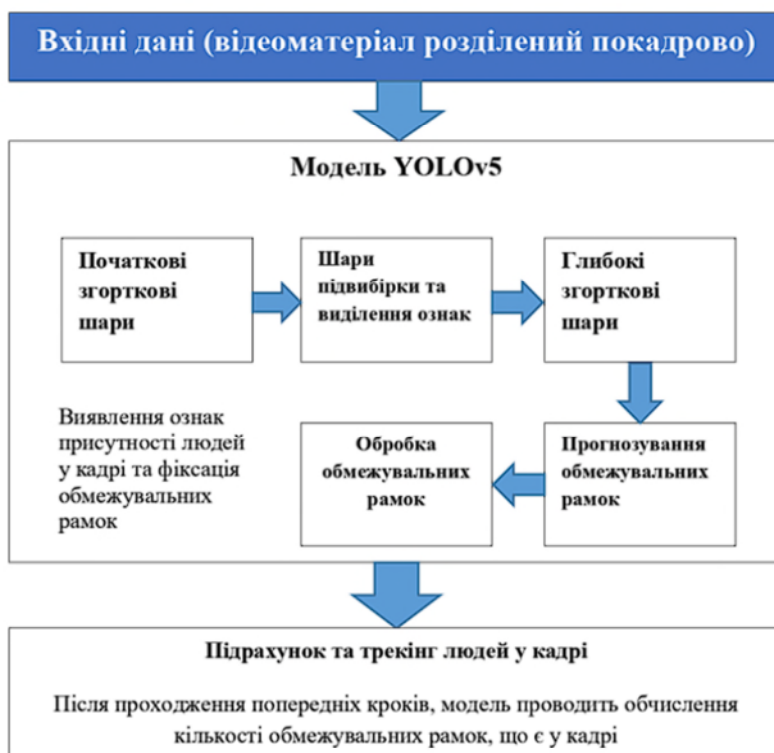 Вхідні дані (відеоматеріал розділений покадрово)
Модель YOLOv5
Початкові
згорткові
шари
Шари
підвибірки та
виділення ознак
Глибокі
згорткові
шари
Виявлення ознак
присутності людей
у кадрі та фіксація
обмежувальних
рамок
Обробка
обмежувальних
рамок
Прогнозування
обмежувальних
рамок
Підрахунок та трекінг людей у кадрі
Після проходження попередніх кроків, модель проводить обчислення
кількості обмежувальних рамок, що є у кадрі